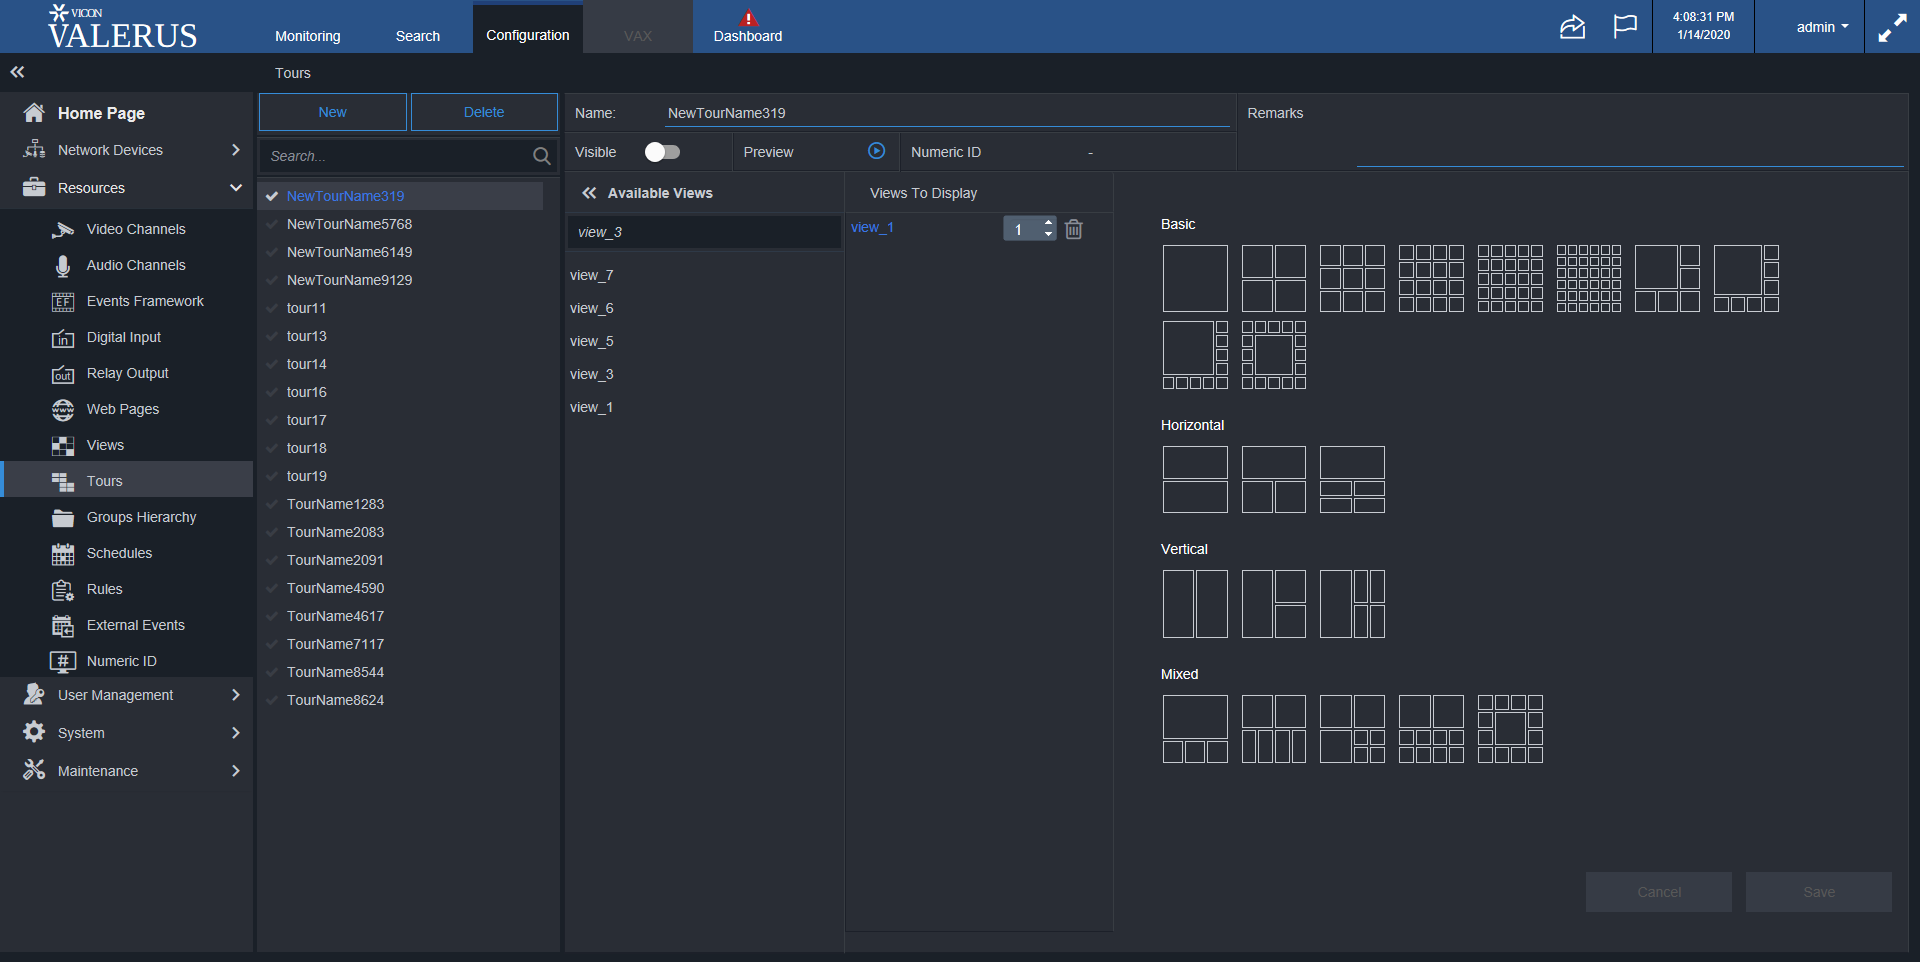 VICON
VALERUS
Monitoring
Search
Configuration
VAX
Dashboard
4:08:31 PM
1/14/2020
admin
Tours
Home Page
Network Devices
Resources
Video Channels
Audio Channels
EF
Events Framework
in
Digital Input
out
Relay Output
www
Web Pages
Views
Tours
Groups Hierarchy
Schedules
Rules
External Events
#
Numeric ID
User Management
System
Maintenance
New
Delete
Search...
NewTourName319
NewTourName5768
NewTourName6149
NewTourName9129
tour11
tour13
tour14
tour16
tour17
tour18
tour19
TourName1283
TourName2083
TourName2091
TourName4590
TourName4617
TourName7117
TourName8544
TourName8624
Name:
NewTourName319
Remarks
Visible
Preview
Numeric ID
-
Available Views
view_3
view_7
view_6
view_5
view_3
view_1
Views To Display
view_1
1
Basic
Horizontal
Vertical
Mixed
Cancel
Save